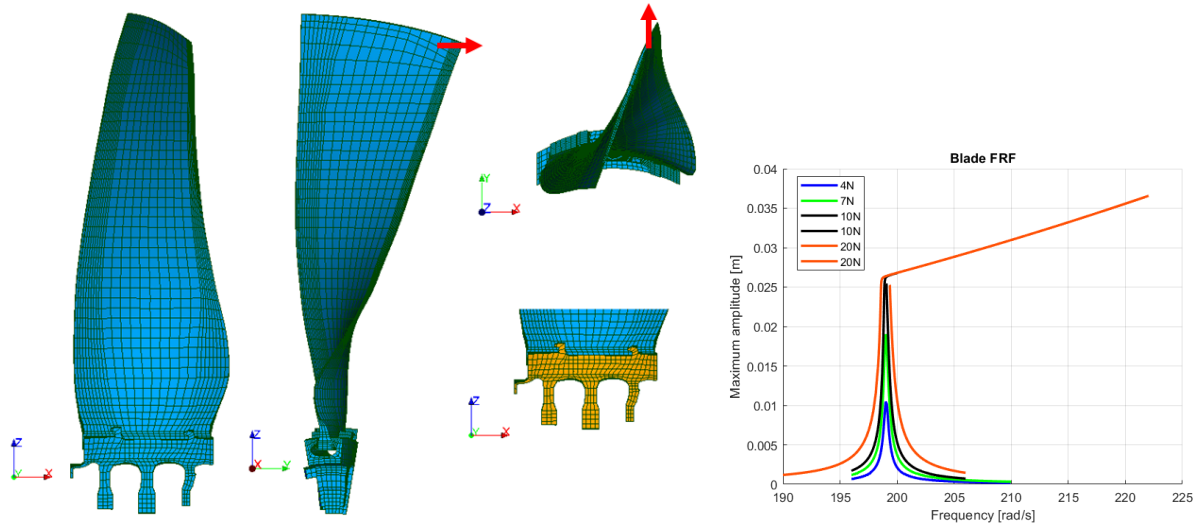 Z
Y
X
Z
X
Y
Y
Z
X
Z
Y
X
Blade FRF
Maximum amplitude [m]
0.04
0.035
0.03
0.025
0.02
0.015
0.01
0.005
0
4N
7N
10N
10N
20N
20N
190
195
200
205
210
215
220
225
Frequency [rad/s]